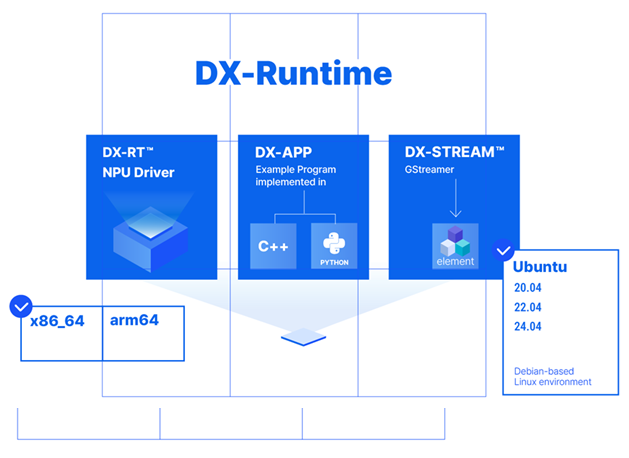 DX-Runtime
DX-RT™
NPU Driver
DX-APP
Example Program
implemented in
C++
PYTHON
DX-STREAM™
GStreamer
element
x86_64
arm64
Ubuntu
20.04
22.04
24.04
Debian-based
Linux environment